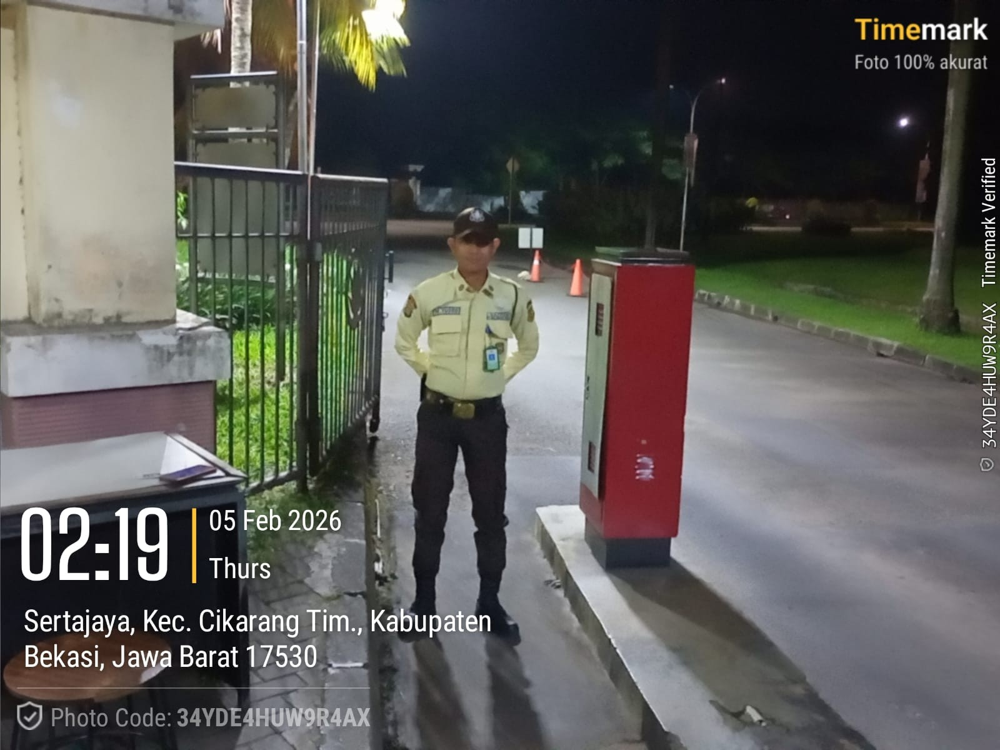 Timemark
Foto 100% akurat
34YDE4HUW9R4AX Timemark Verified
02:19
05 Feb 2026
Thurs
Sertajaya, Kec. Cikarang Tim., Kabupaten
Bekasi, Jawa Barat 17530
Photo Code: 34YDE4HUW9R4AX